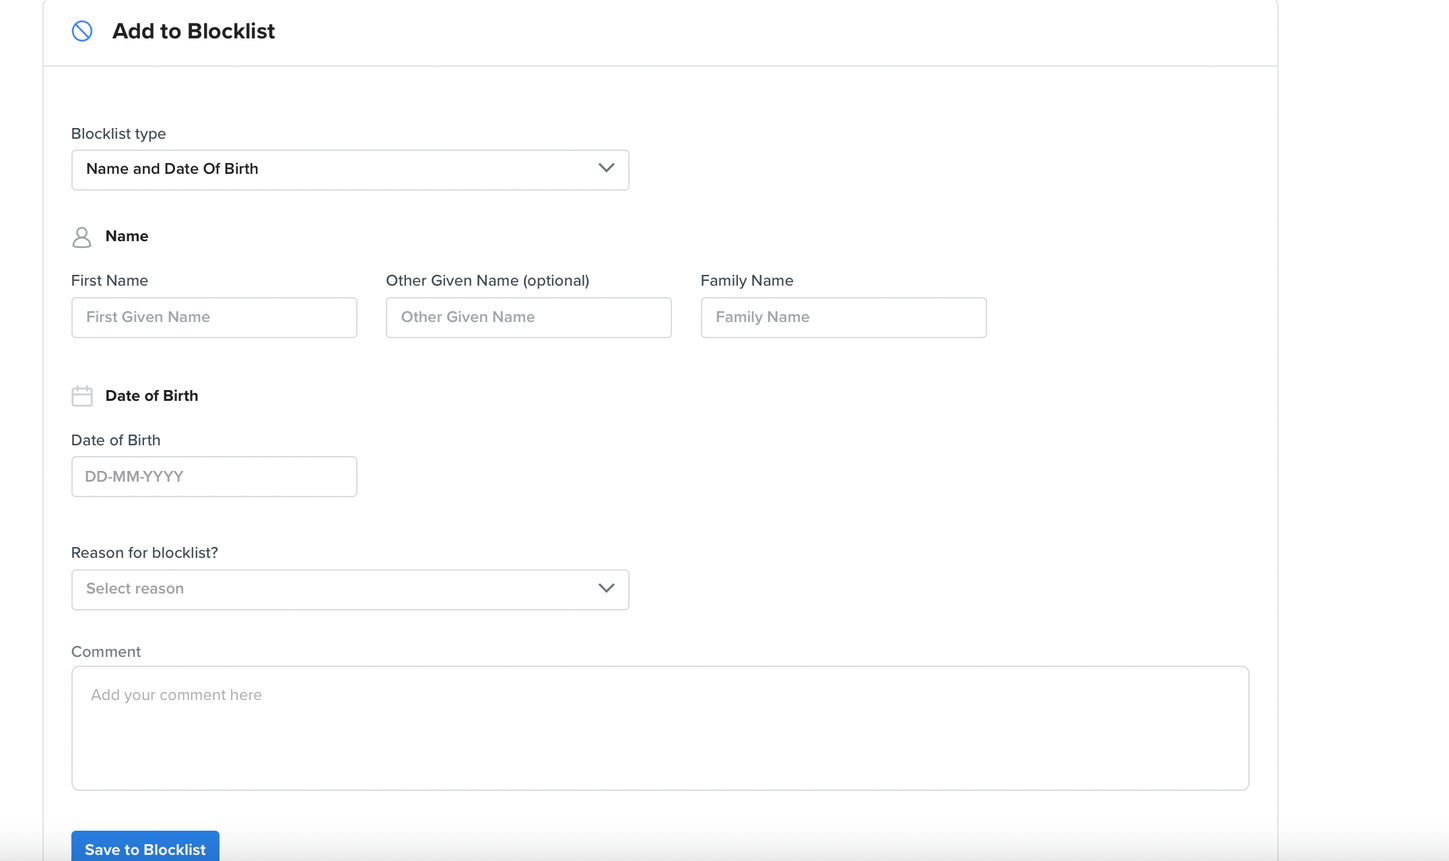 Add to Blocklist
Blocklist type
Name and Date Of Birth
Name
First Name
Other Given Name (optional)
Family Name
First Given Name
Other Given Name
Family Name
Date of Birth
Date of Birth
DD-MM-YYYY
Reason for blocklist?
Select reason
Comment
Add your comment here
Save to Blocklist